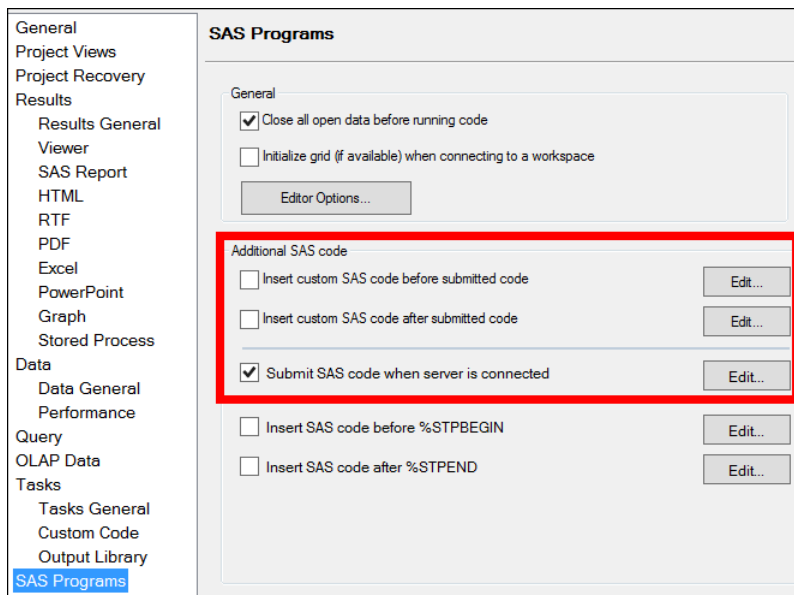 General
Project Views
Project Recovery
Results
Results General
Viewer
SAS Report
HTML
RTF
PDF
Excel
PowerPoint
Graph
Stored Process
Data
Data General
Performance
Query
OLAP Data
Tasks
Tasks General
Custom Code
Output Library
SAS Programs
SAS Programs
General
Close all open data before running code
Initialize grid (if available) when connecting to a workspace
Editor Options...
Additional SAS code
Insert custom SAS code before submitted code Edit...
Insert custom SAS code after submitted code Edit...
Submit SAS code when server is connected Edit...
Insert SAS code before %STPBEGIN Edit...
Insert SAS code after %STPEND Edit...